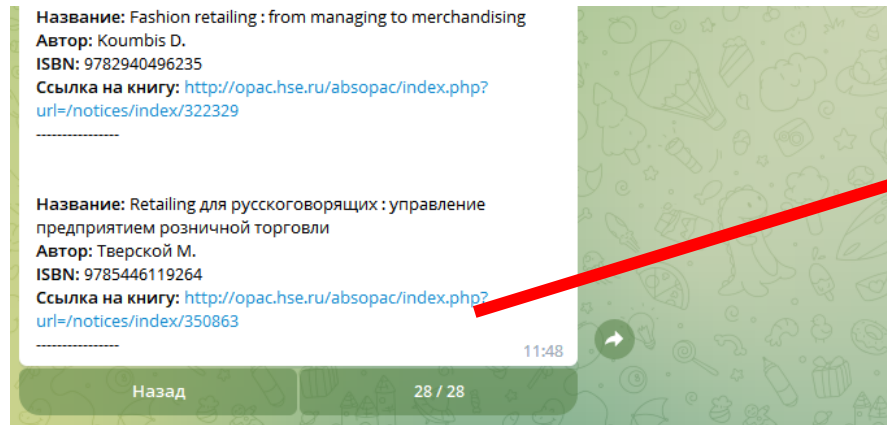 Название: Fashion retailing : from managing to merchandising
Автор: Koumbis D.
ISBN: 9782940496235
Ссылка на книгу: http://opac.hse.ru/absopac/index.php?
url=/notices/index/322329
----------------
Название: Retailing для русскоговорящих : управление
предприятием розничной торговли
Автор: Тверской М.
ISBN: 9785446119264
Ссылка на книгу: http://opac.hse.ru/absopac/index.php?
url=/notices/index/350863
----------------
11:48
Назад
28 / 28